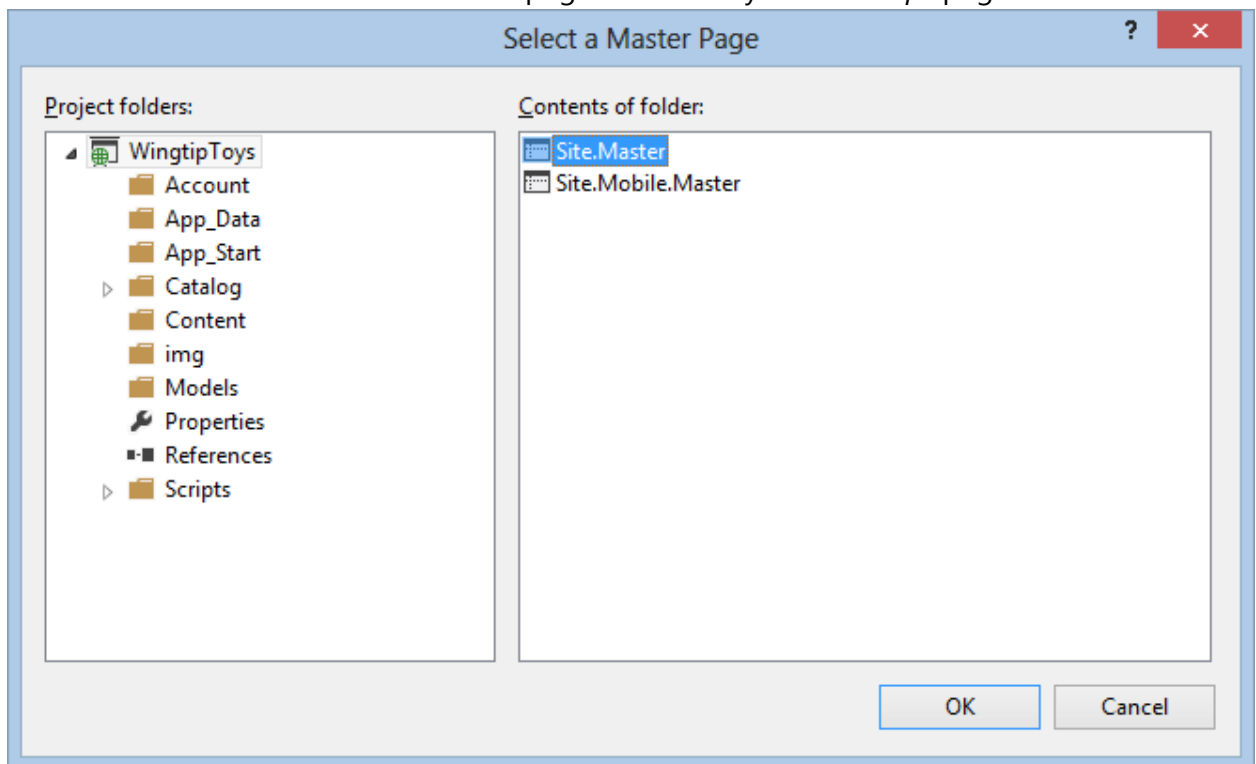 Select a Master Page
?
Project folders:
Contents of folder:
WingtipToys
Account
App_Data
App_Start
Catalog
Content
img
Models
Properties
References
Scripts
Site.Master
Site.Mobile.Master
OK
Cancel